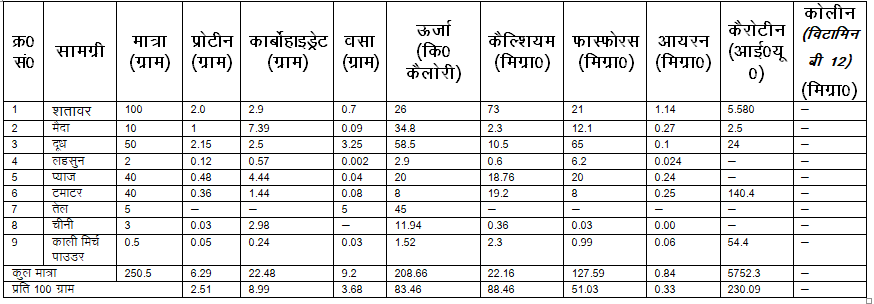 क्र0 सं0 सामग्री मात्रा (ग्राम) प्रोटीन (ग्राम) कार्बोहाइड्रेट (ग्राम) वसा (ग्राम) ऊर्जा (कि0 कैलोरी) कैल्शियम (मिग्रा0) फास्फोरस (मिग्रा0) आयरन (मिग्रा0) कैरोटीन (आई0यू0) कोलीन (विटामिन बी 12) (मिग्रा0)
1 शतावर 100 2.0 2.9 0.7 26 73 21 1.14 5.580 –
2 मैदा 10 1 7.39 0.09 34.8 2.3 12.1 0.27 2.5 –
3 दूध 50 2.15 2.5 3.25 58.5 10.5 65 0.1 24 –
4 लहसुन 2 0.12 0.57 0.002 2.9 0.6 6.2 0.024 – –
5 प्याज 40 0.48 4.44 0.04 20 18.76 20 0.24 – –
6 टमाटर 40 0.36 1.44 0.08 8 19.2 8 0.25 140.4 –
7 तेल 5 – – 5 45 – – – – –
8 चीनी 3 0.03 2.98 – 11.94 0.36 0.03 0.00 – –
9 काली मिर्च पाउडर 0.5 0.05 0.24 0.03 1.52 2.3 0.99 0.06 54.4 –
कुल मात्रा 250.5 6.29 22.48 9.2 208.66 22.16 127.59 0.84 5752.3 –
प्रति 100 ग्राम 2.51 8.99 3.68 83.46 88.46 51.03 0.33 230.09 –